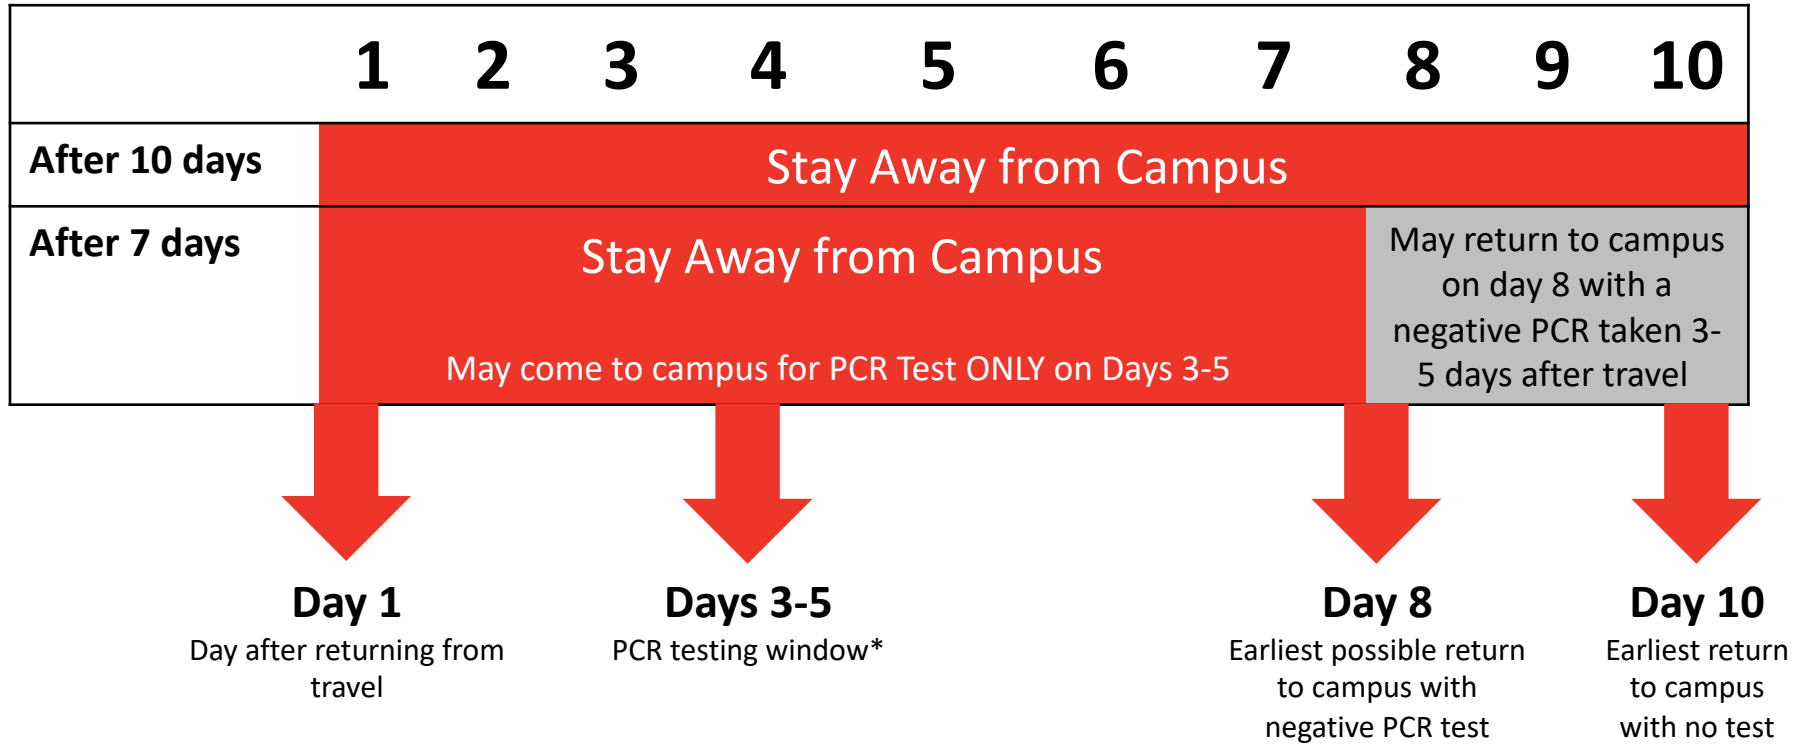 1 2 3 4 5 6 7 8 9 10
After 10 days
Stay Away from Campus
After 7 days
Stay Away from Campus
May come to campus for PCR Test ONLY on Days 3-5
May return to campus
on day 8 with a
negative PCR taken 3-
5 days after travel
Day 1
Day after returning from
travel
Days 3-5
PCR testing window*
Day 8
Earliest possible return
to campus with
negative PCR test
Day 10
Earliest return
to campus
with no test